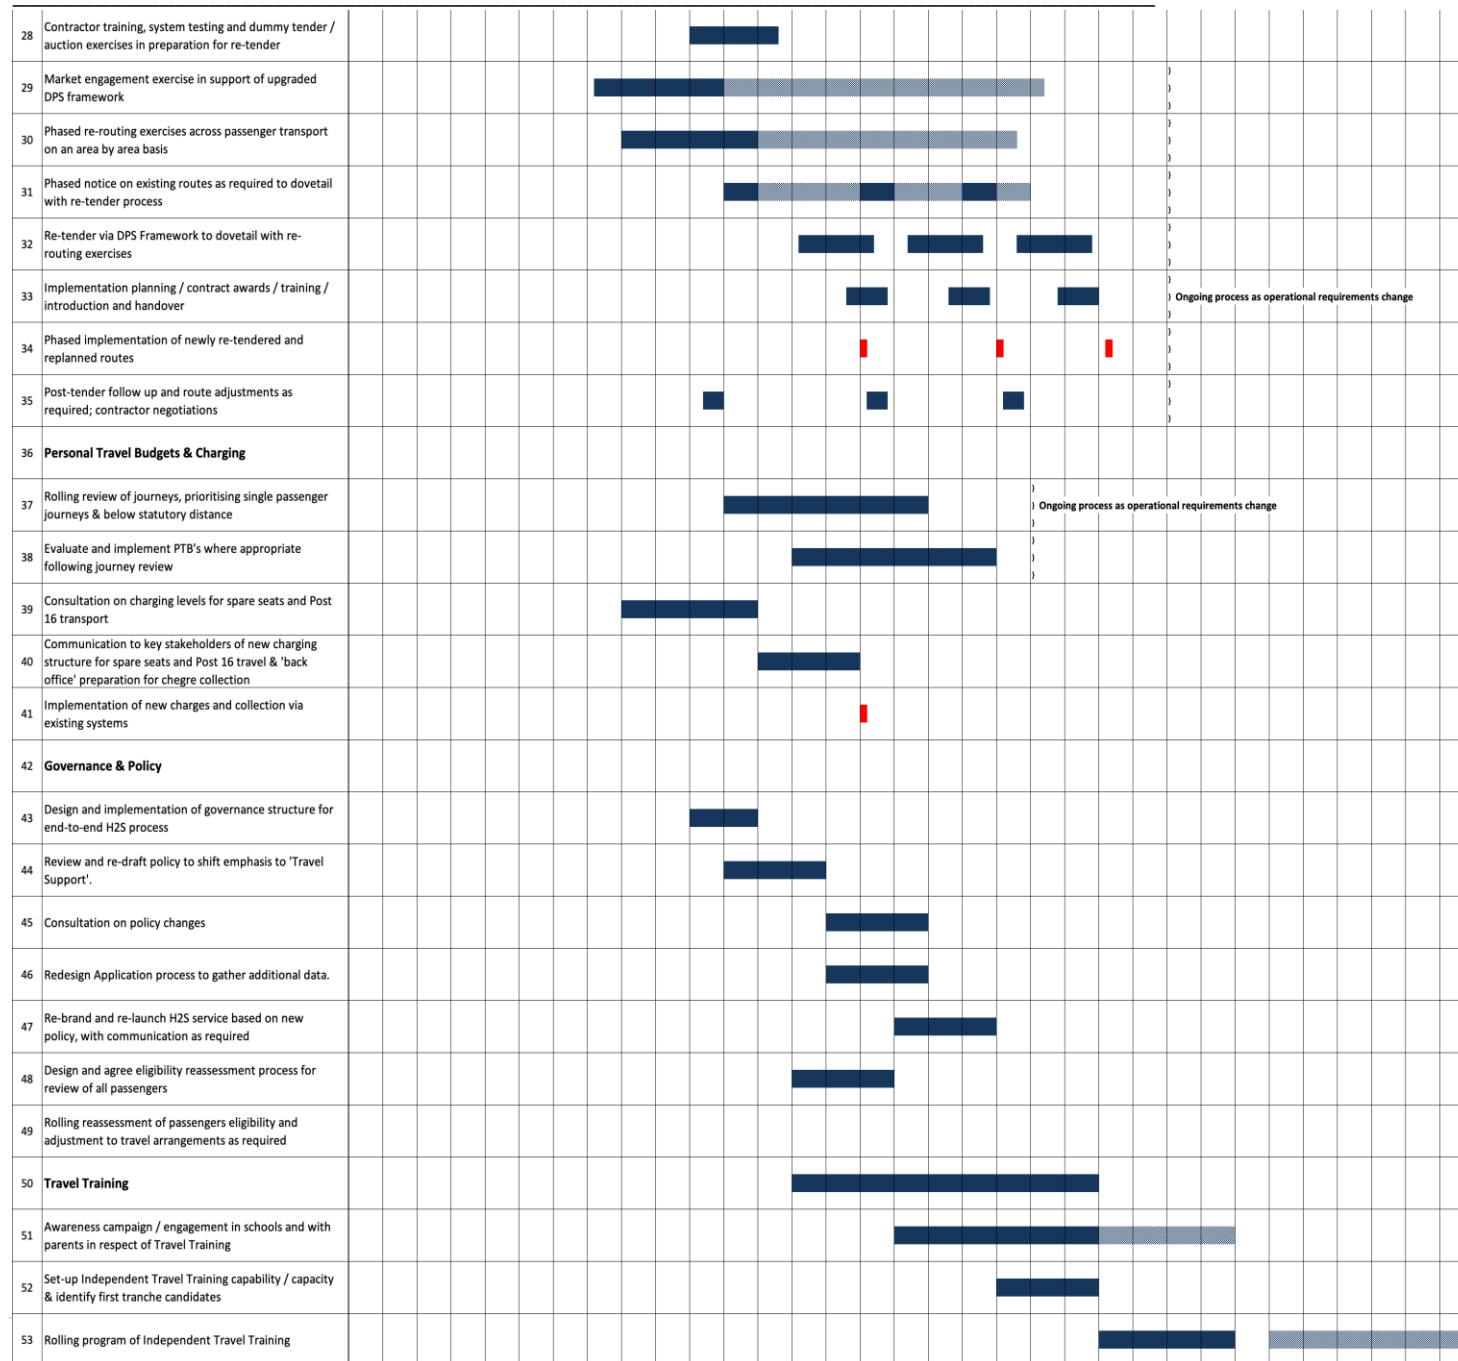 28 Contractor training, system testing and dummy tender /
auction exercises in preparation for re-tender
29 Market engagement exercise in support of upgraded
DPS framework
30 Phased re-routing exercises across passenger transport
on an area by area basis
31 Phased notice on existing routes as required to dovetail
with re-tender process
32 Re-tender via DPS Framework to dovetail with re-
routing exercises
33 Implementation planning / contract awards / training /
introduction and handover
} Ongoing process as operational requirements change
34 Phased implementation of newly re-tendered and
replanned routes
35 Post-tender follow up and route adjustments as
required; contractor negotiations
36 Personal Travel Budgets & Charging
37 Rolling review of journeys, prioritising single passenger
journeys & below statutory distance
} Ongoing process as operational requirements change
38 Evaluate and implement PTB's where appropriate
following journey review
39 Consultation on charging levels for spare seats and Post
16 transport
40 Communication to key stakeholders of new charging
structure for spare seats and Post 16 travel & 'back
office' preparation for chegre collection
41 Implementation of new charges and collection via
existing systems
42 Governance & Policy
43 Design and implementation of governance structure for
end-to-end H2S process
44 Review and re-draft policy to shift emphasis to 'Travel
Support'.
45 Consultation on policy changes
46 Redesign Application process to gather additional data.
47 Re-brand and re-launch H2S service based on new
policy, with communication as required
48 Design and agree eligibility reassessment process for
review of all passengers
49 Rolling reassessment of passengers eligibility and
adjustment to travel arrangements as required
50 Travel Training
51 Awareness campaign / engagement in schools and with
parents in respect of Travel Training
52 Set-up Independent Travel Training capability / capacity
& identify first tranche candidates
53 Rolling program of Independent Travel Training